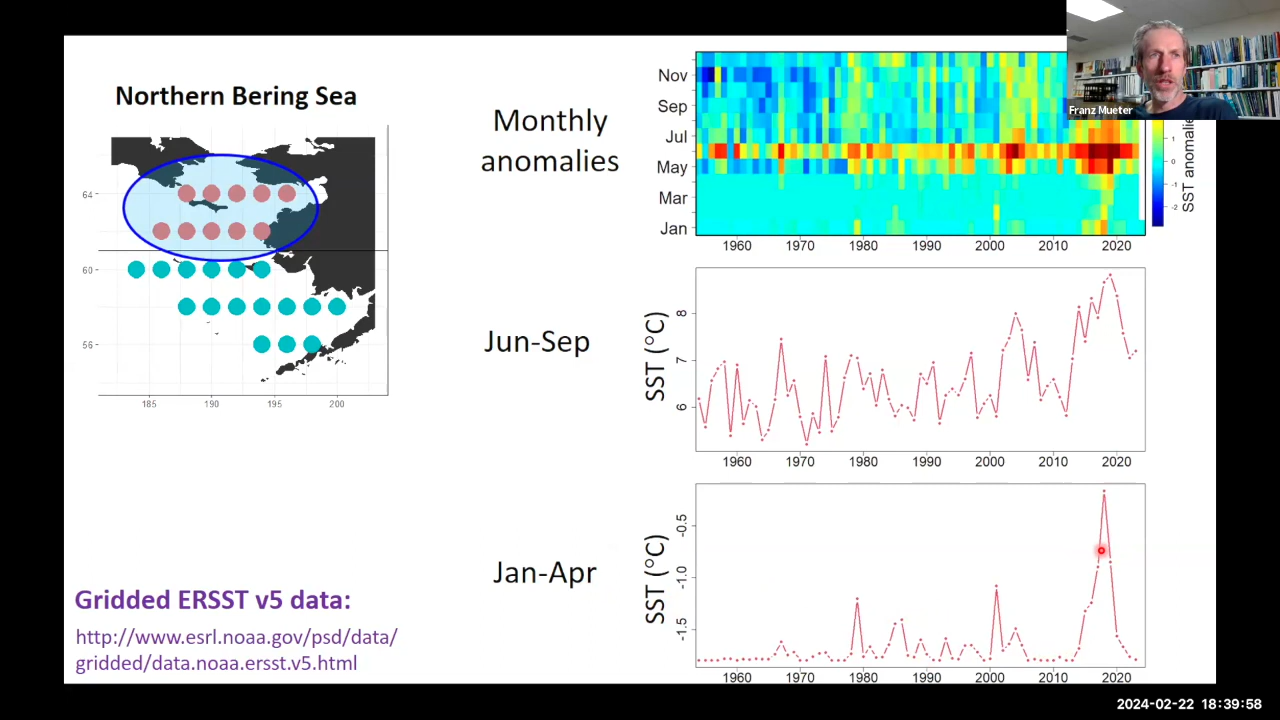 Northern Bering Sea
64
60
56
185
190
195
200
Monthly
anomalies
Nov
Sep
Jul
May
Mar
Jan
1960
1970
1980
1990
2000
2010
2020
1
-1
-2
SST anomalie
Franz Mueter
Jun-Sep
SST (°C)
8
7
6
1960
1970
1980
1990
2000
2010
2020
Jan-Apr
SST (°C)
-0.5
-1.0
-1.5
1960
1970
1980
1990
2000
2010
2020
Gridded ERSST v5 data:
http://www.esrl.noaa.gov/psd/data/
gridded/data.noaa.ersst.v5.html
2024-02-22 18:39:58